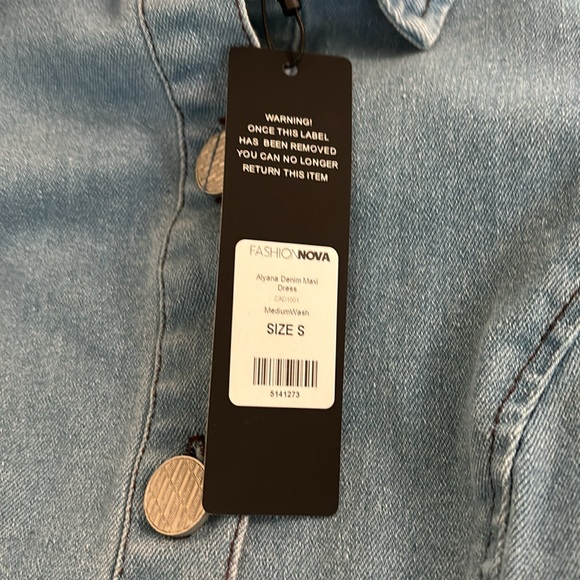 WARNING!
ONCE THIS LABEL
HAS BEEN REMOVED
YOU CAN NO LONGER
RETURN THIS ITEM
FASHIONNOVA
Alyana Denim Maxi
Dress
CAD1001
MediumWash
SIZE S
5141273